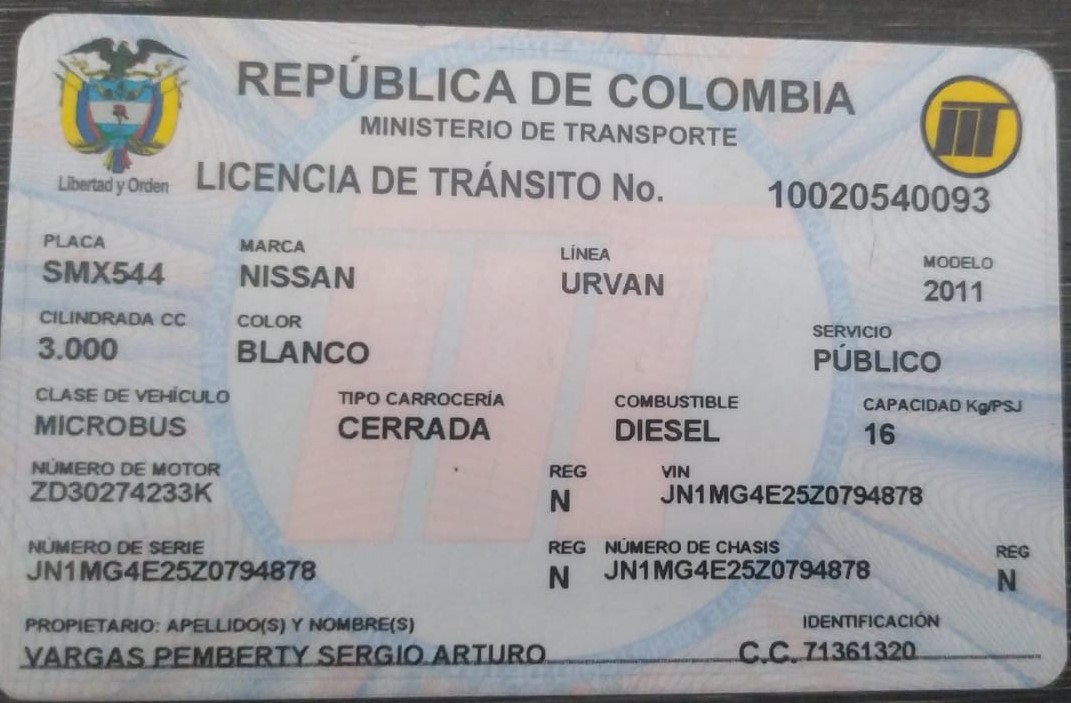 REPÚBLICA DE COLOMBIA
MINISTERIO DE TRANSPORTE
Libertad y Orden
LICENCIA DE TRÁNSITO No. 10020540093
PLACA MARCA LÍNEA MODELO
SMX544 NISSAN URVAN 2011
CILINDRADA CC COLOR SERVICIO
3.000 BLANCO PÚBLICO
CLASE DE VEHÍCULO TIPO CARROCERÍA COMBUSTIBLE CAPACIDAD Kg/PSJ
MICROBUS CERRADA DIESEL 16
NÚMERO DE MOTOR REG VIN
ZD30274233K N JN1MG4E25Z0794878
NÚMERO DE SERIE REG NÚMERO DE CHASIS REG
JN1MG4E25Z0794878 N JN1MG4E25Z0794878 N
PROPIETARIO: APELLIDO(S) Y NOMBRE(S) IDENTIFICACIÓN
VARGAS PEMBERTY SERGIO ARTURO C.C. 71361320